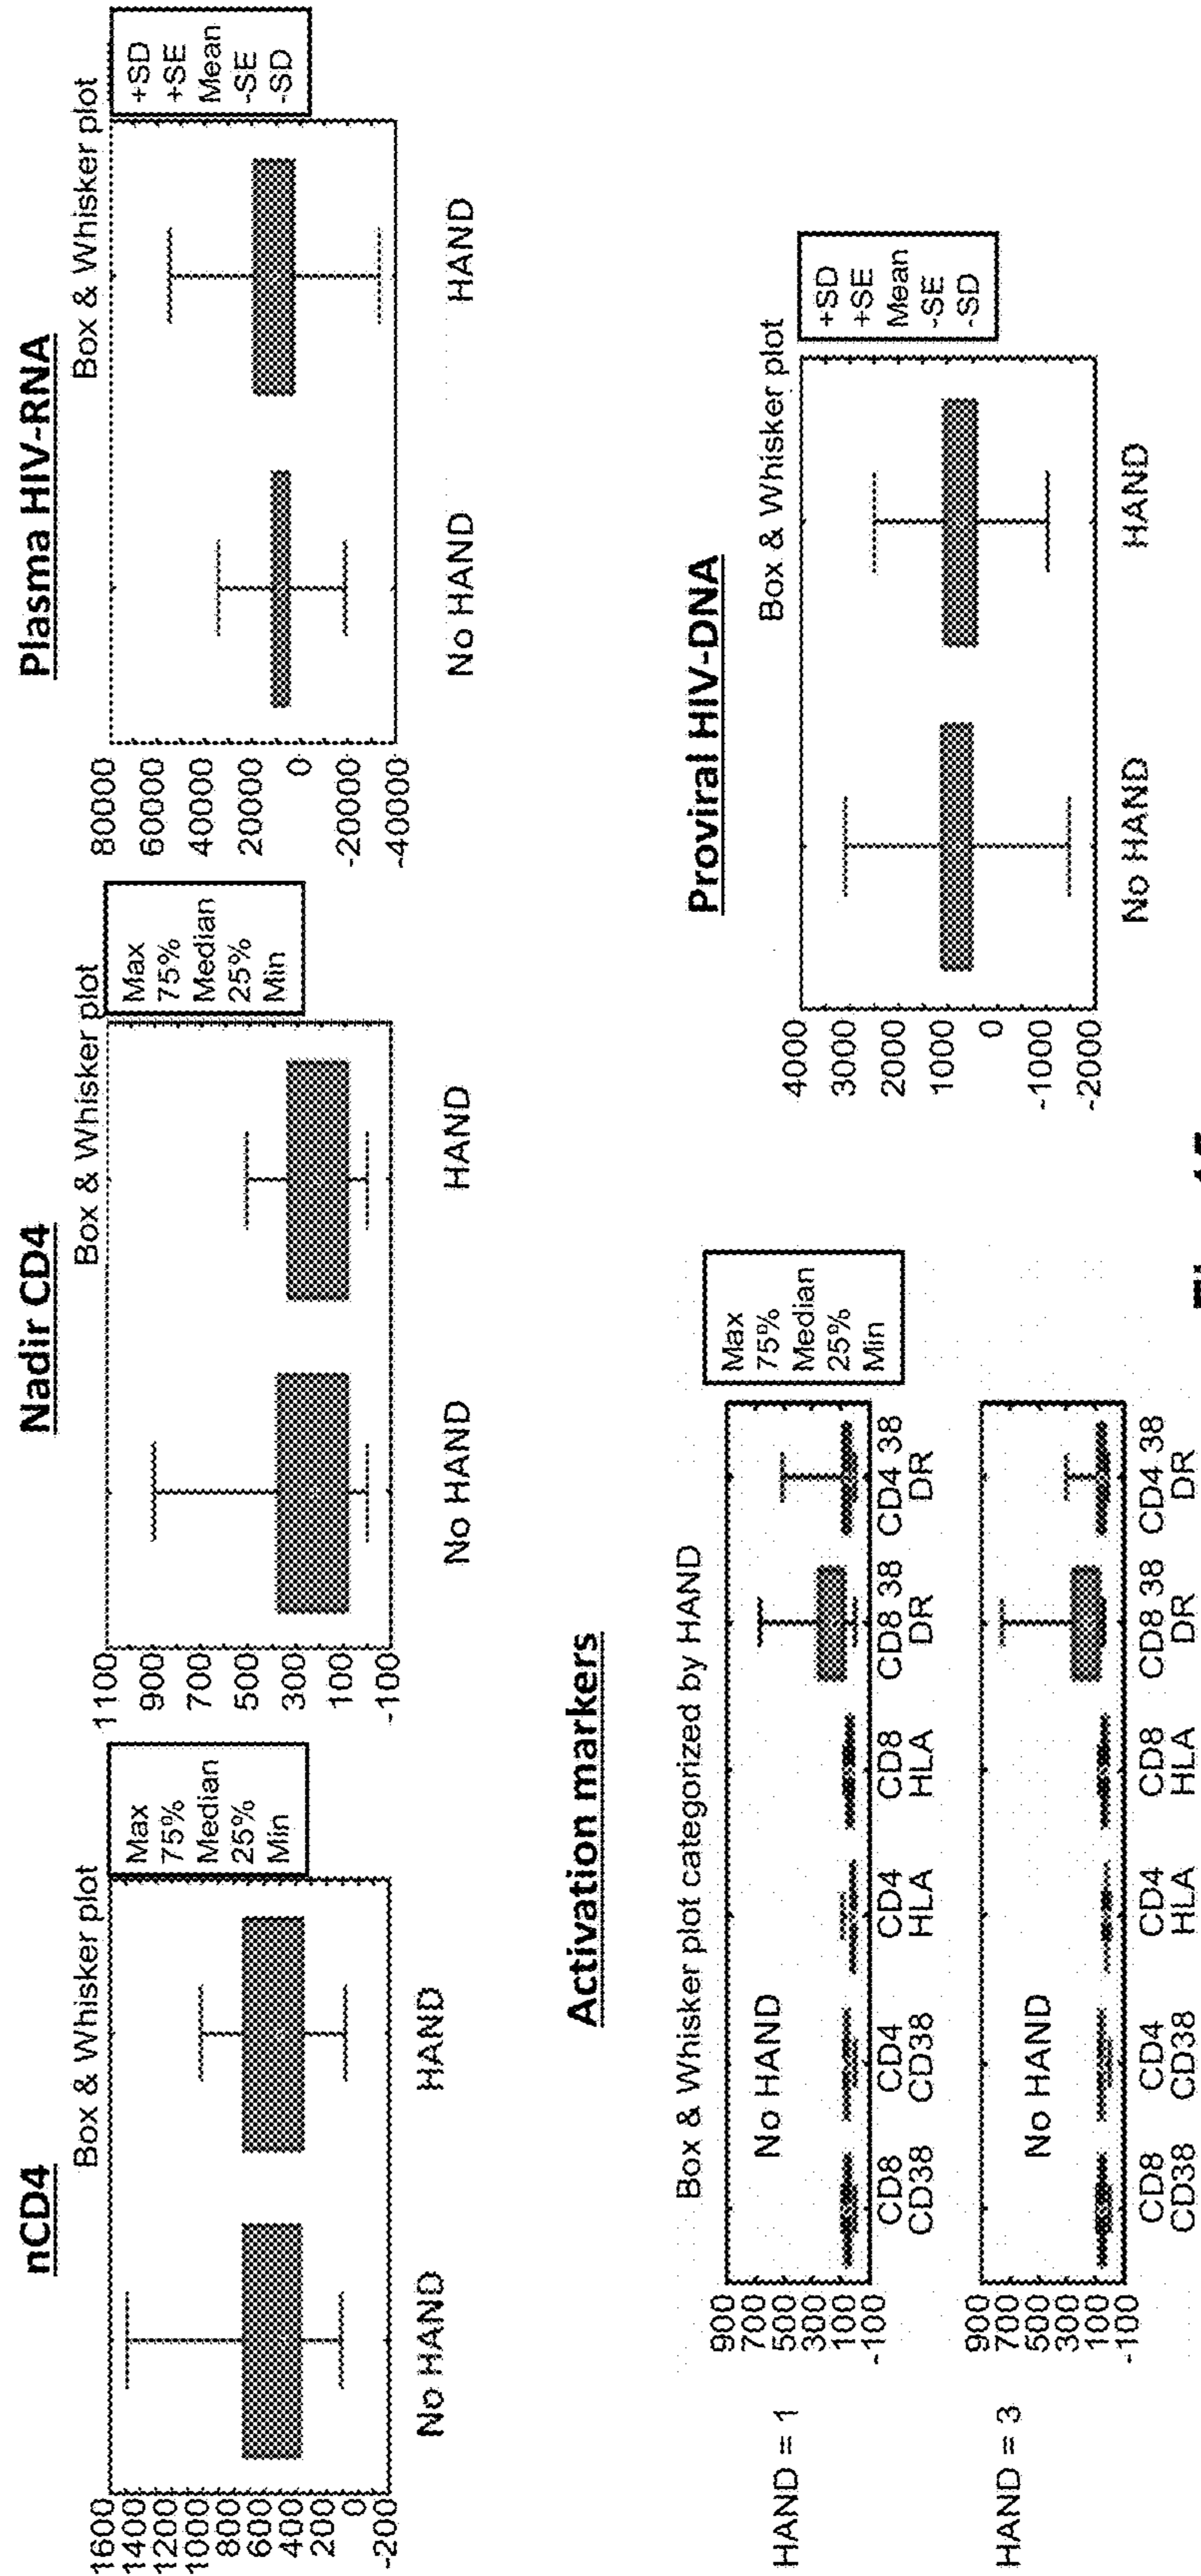 nCD4
Box & Whisker plot
1600
1400
1200
1000
800
600
400
200
0
-200
No HAND
HAND
Max
75%
Median
25%
Min
Nadir CD4
Box & Whisker plot
1100
900
700
500
300
100
-100
No HAND
HAND
Max
75%
Median
25%
Min
Plasma HIV-RNA
Box & Whisker plot
80000
60000
40000
20000
0
-20000
-40000
No HAND
HAND
+SD
+SE
Mean
-SE
-SD
Activation markers
Box & Whisker plot categorized by HAND
HAND = 1
900
700
500
300
100
-100
No HAND
CD8 CD4 CD4 CD8 CD8 38 CD4 38
CD38 CD38 HLA HLA DR DR
Max
75%
Median
25%
Min
HAND = 3
900
700
500
300
100
-100
No HAND
CD8 CD4 CD4 CD8 CD8 38 CD4 38
CD38 CD38 HLA HLA DR DR
Proviral HIV-DNA
Box & Whisker plot
4000
3000
2000
1000
0
-1000
-2000
No HAND
HAND
+SD
+SE
Mean
-SE
-SD